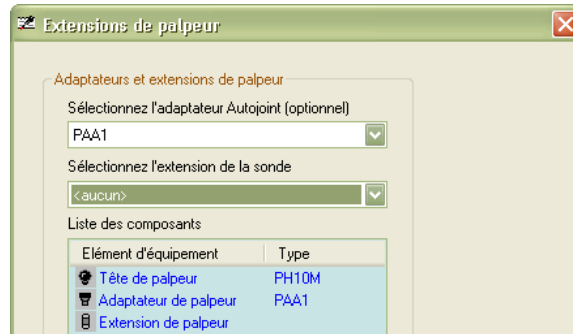 Extensions de palpeur
Adaptateurs et extensions de palpeur
Sélectionnez l'adaptateur Autojoint (optionnel)
PAA1
Sélectionnez l'extension de la sonde
<aucun>
Liste des composants
Elément d'équipement Type
Tête de palpeur PH10M
Adaptateur de palpeur PAA1
Extension de palpeur